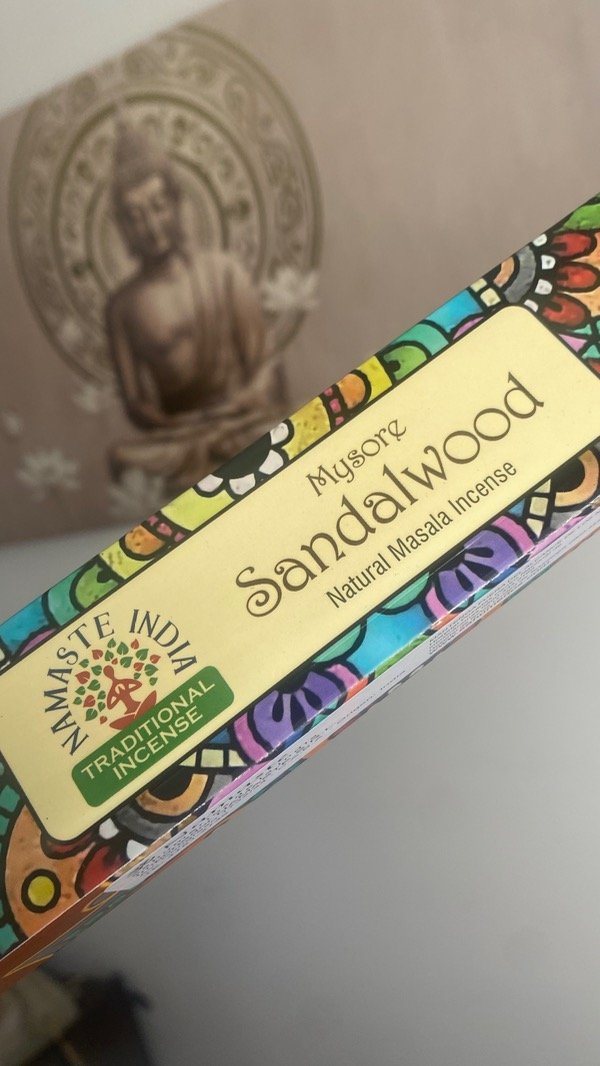 Mysore
Sandalwood
Natural Masala Incense
NAMASTE INDIA
TRADITIONAL
INCENSE